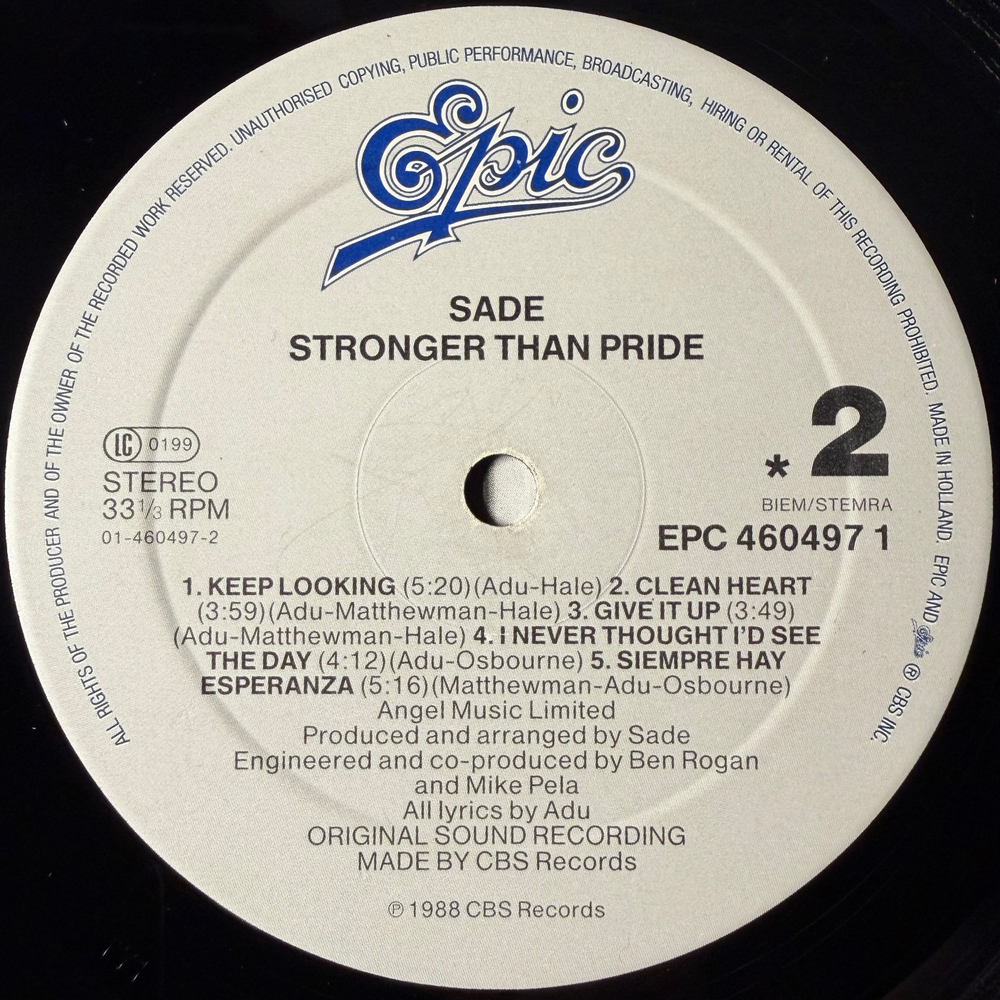 ALL RIGHTS OF THE PRODUCER AND OF THE OWNER OF THE RECORDED WORK RESERVED. UNAUTHORISED COPYING, PUBLIC PERFORMANCE, BROADCASTING, HIRING OR RENTAL OF THIS RECORDING PROHIBITED. MADE IN HOLLAND. EPIC AND Epic ® CBS INC.
Epic
SADE
STRONGER THAN PRIDE
LC 0199
STEREO
33 1/3 RPM
01-460497-2
* 2
BIEM/STEMRA
EPC 460497 1
1. KEEP LOOKING (5:20)(Adu-Hale) 2. CLEAN HEART
(3:59)(Adu-Matthewman-Hale) 3. GIVE IT UP (3:49)
(Adu-Matthewman-Hale) 4. I NEVER THOUGHT I'D SEE
THE DAY (4:12)(Adu-Osbourne) 5. SIEMPRE HAY
ESPERANZA (5:16)(Matthewman-Adu-Osbourne)
Angel Music Limited
Produced and arranged by Sade
Engineered and co-produced by Ben Rogan
and Mike Pela
All lyrics by Adu
ORIGINAL SOUND RECORDING
MADE BY CBS Records
℗ 1988 CBS Records